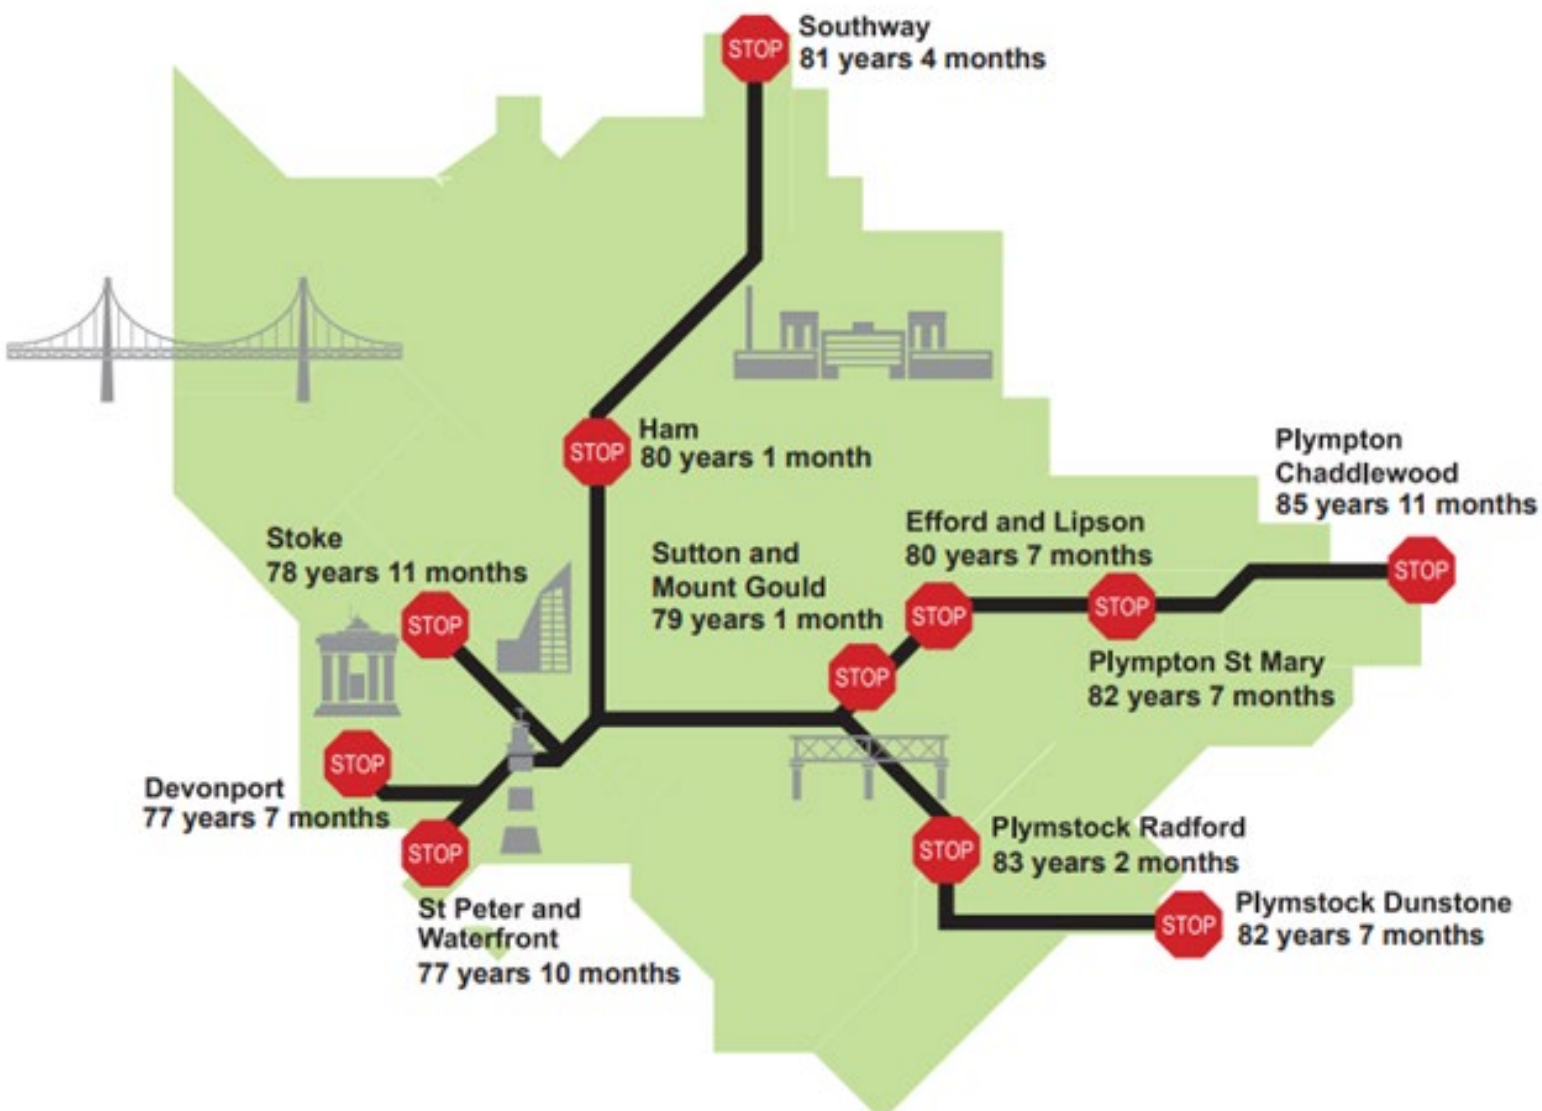 STOP
Southway
81 years 4 months
STOP
Ham
80 years 1 month
Plympton
Chaddlewood
85 years 11 months
STOP
Efford and Lipson
80 years 7 months
STOP
Stoke
78 years 11 months
STOP
Sutton and
Mount Gould
79 years 1 month
STOP
STOP
Plympton St Mary
82 years 7 months
STOP
Devonport
77 years 7 months
STOP
St Peter and
Waterfront
77 years 10 months
STOP
Plymstock Radford
83 years 2 months
STOP
Plymstock Dunstone
82 years 7 months